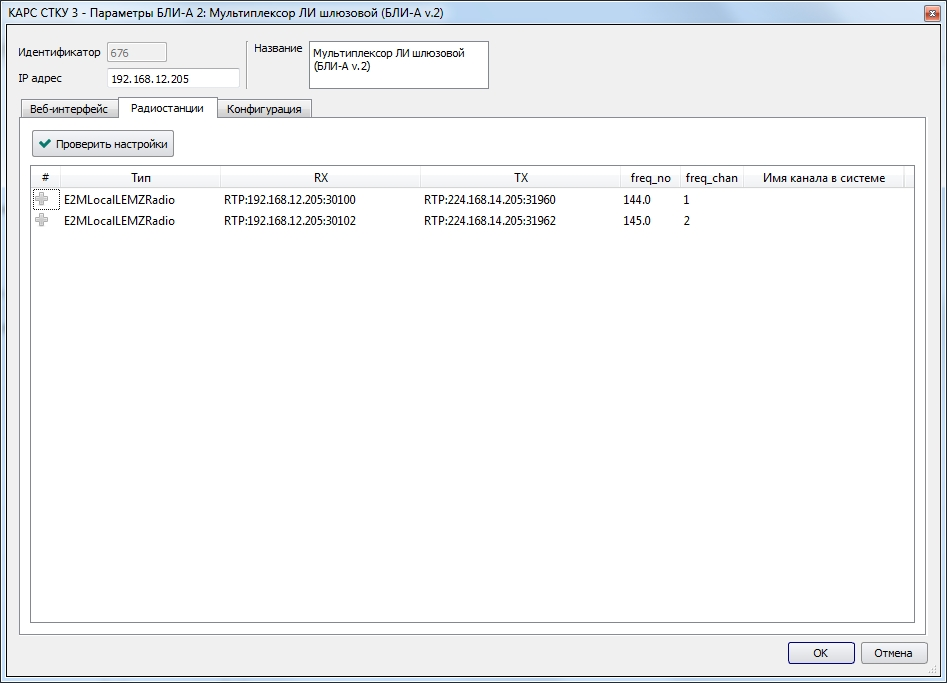 КАРС СТКУ 3 - Параметры БЛИ-А 2: Мультиплексор ЛИ шлюзовой (БЛИ-А v.2)
Идентификатор 676
Название
Мультиплексор ЛИ шлюзовой
(БЛИ-А v.2)
IP адрес 192.168.12.205
Веб-интерфейс Радиостанции Конфигурация
Проверить настройки
# Тип RX TX freq_no freq_chan Имя канала в системе
E2MLocalLEMZRadio RTP:192.168.12.205:30100 RTP:224.168.14.205:31960 144.0 1
E2MLocalLEMZRadio RTP:192.168.12.205:30102 RTP:224.168.14.205:31962 145.0 2
OK Отмена